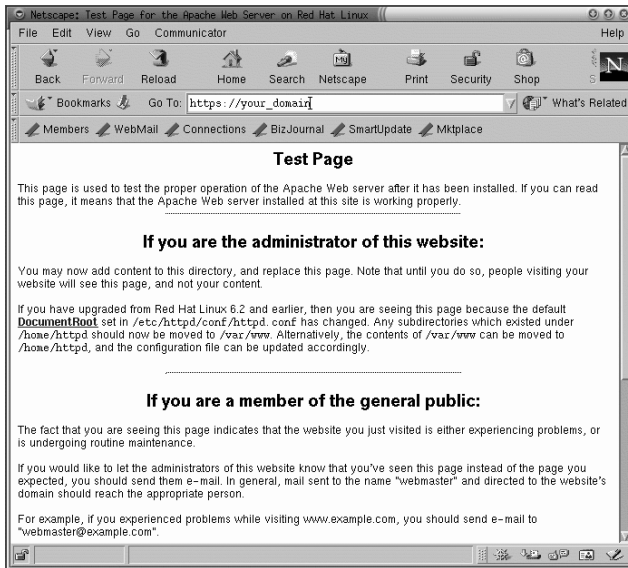 Netscape: Test Page for the Apache Web Server on Red Hat Linux
File Edit View Go Communicator Help
Back Forward Reload Home Search Netscape Print Security Shop S
My
N
Bookmarks Go To: https://your_domain What's Related
Members WebMail Connections BizJournal SmartUpdate Mktplace
Test Page
This page is used to test the proper operation of the Apache Web server after it has been installed. If you can read
this page, it means that the Apache Web server installed at this site is working properly.
If you are the administrator of this website:
You may now add content to this directory, and replace this page. Note that until you do so, people visiting your
website will see this page, and not your content.
If you have upgraded from Red Hat Linux 6.2 and earlier, then you are seeing this page because the default
DocumentRoot set in /etc/httpd/conf/httpd.conf has changed. Any subdirectories which existed under
/home/httpd should now be moved to /var/www. Alternatively, the contents of /var/www can be moved to
/home/httpd, and the configuration file can be updated accordingly.
If you are a member of the general public:
The fact that you are seeing this page indicates that the website you just visited is either experiencing problems, or
is undergoing routine maintenance.
If you would like to let the administrators of this website know that you've seen this page instead of the page you
expected, you should send them e-mail. In general, mail sent to the name "webmaster" and directed to the website's
domain should reach the appropriate person.
For example, if you experienced problems while visiting www.example.com, you should send e-mail to
"webmaster@example.com".